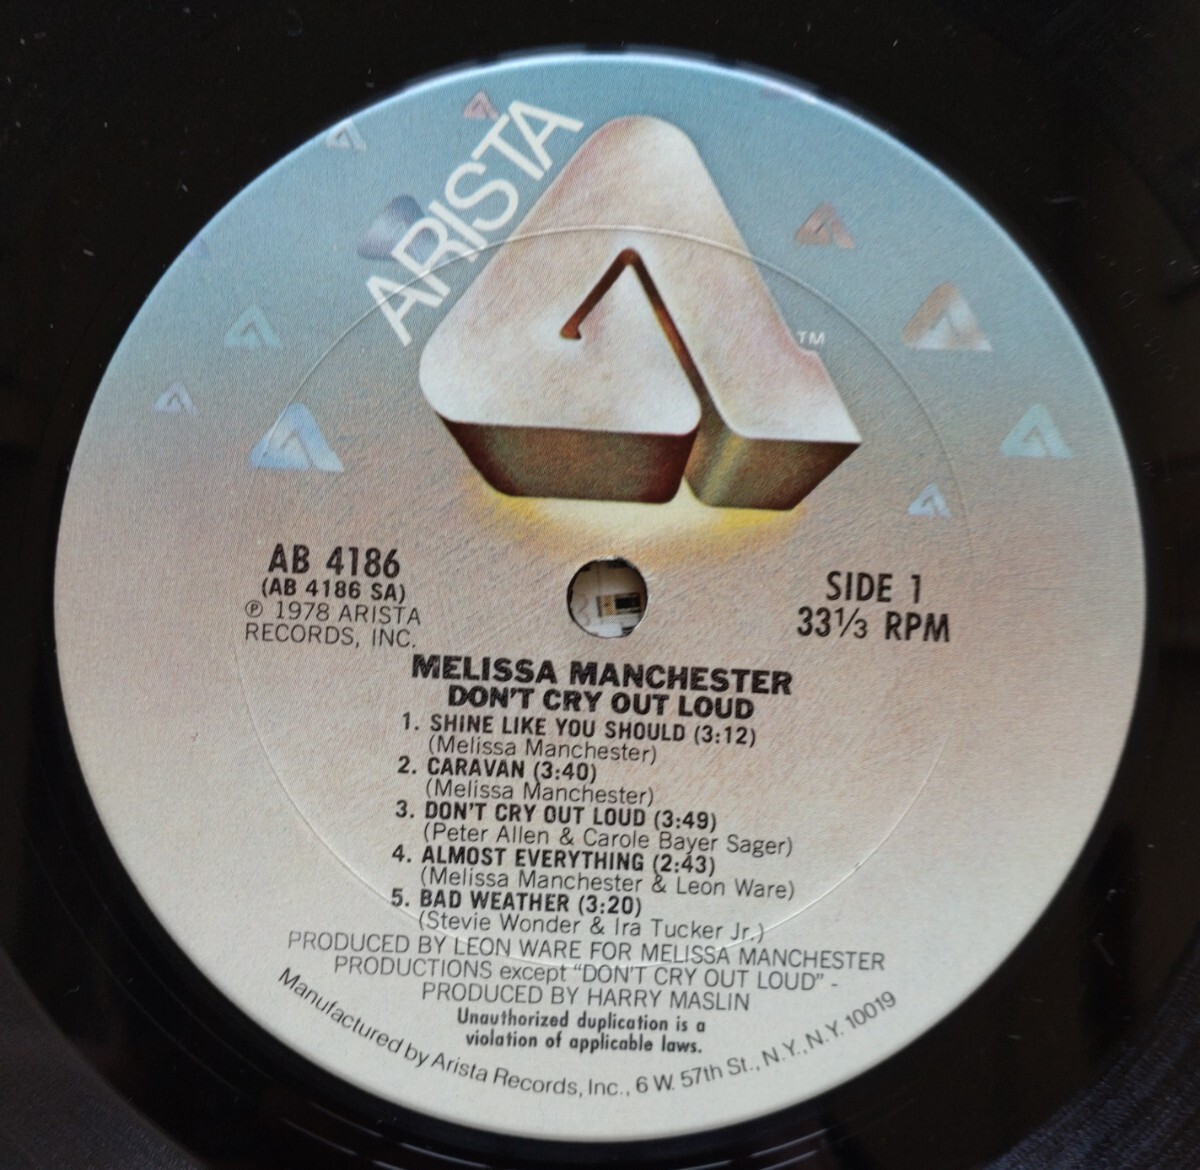 ARISTA
TM
AB 4186
(AB 4186 SA)
℗ 1978 ARISTA
RECORDS, INC.
SIDE 1
33⅓ RPM
MELISSA MANCHESTER
DON'T CRY OUT LOUD
1. SHINE LIKE YOU SHOULD (3:12)
(Melissa Manchester)
2. CARAVAN (3:40)
(Melissa Manchester)
3. DON'T CRY OUT LOUD (3:49)
(Peter Allen & Carole Bayer Sager)
4. ALMOST EVERYTHING (2:43)
(Melissa Manchester & Leon Ware)
5. BAD WEATHER (3:20)
(Stevie Wonder & Ira Tucker Jr.)
PRODUCED BY LEON WARE FOR MELISSA MANCHESTER
PRODUCTIONS except "DON'T CRY OUT LOUD" -
PRODUCED BY HARRY MASLIN
Unauthorized duplication is a
violation of applicable laws.
Manufactured by Arista Records, Inc., 6 W. 57th St., N.Y., N.Y. 10019